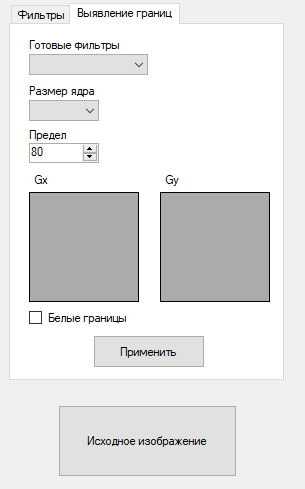 Фильтры Выявление границ
Готовые фильтры
Размер ядра
Предел
80
Gx Gy
Белые границы
Применить
Исходное изображение